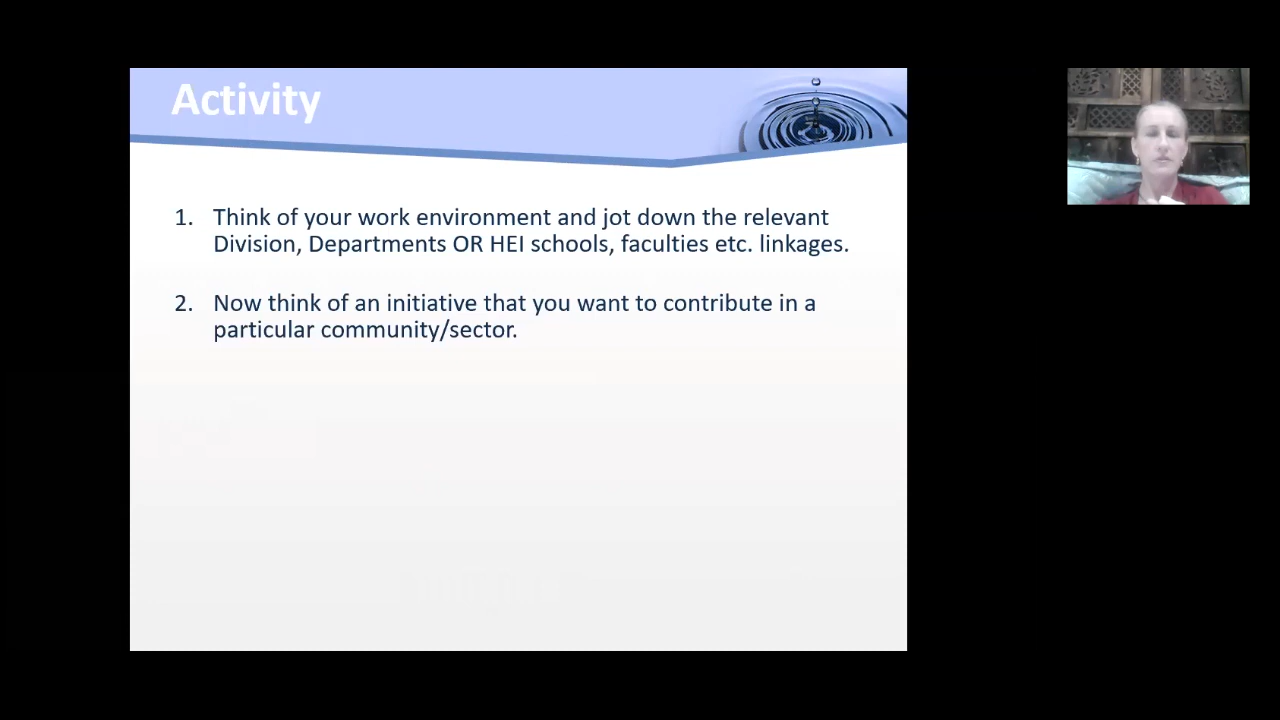 Activity
1. Think of your work environment and jot down the relevant
Division, Departments OR HEI schools, faculties etc. linkages.
2. Now think of an initiative that you want to contribute in a
particular community/sector.